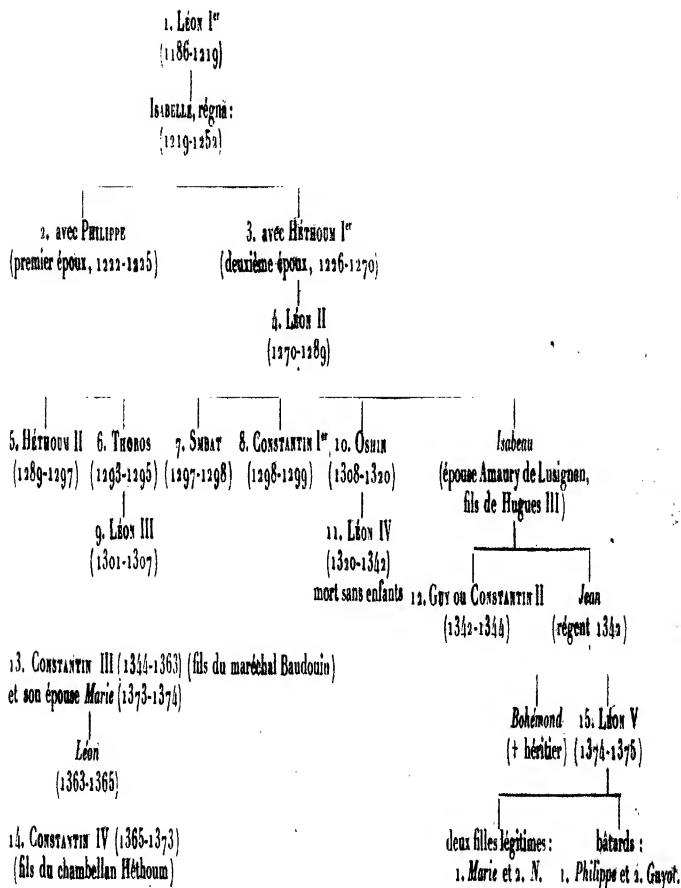 1. LÉON Iᵉʳ
(1186-1219)
ISABELLE, régna :
(1219-1252)
2. avec PHILIPPE
(premier époux, 1222-1225)
3. avec HÉTHOUM Iᵉʳ
(deuxième époux, 1226-1270)
4. LÉON II
(1270-1289)
5. HÉTHOUM II
(1289-1297)
6. THOROS
(1293-1295)
7. SMBAT
(1297-1298)
8. CONSTANTIN Iᵉʳ
(1298-1299)
10. OSHIN
(1308-1320)
Isabeau
(épouse Amaury de Lusignan,
fils de Hugues III)
9. LÉON III
(1301-1307)
11. LÉON IV
(1320-1342)
mort sans enfants
12. GUY OU CONSTANTIN II
(1342-1344)
Jean
(régent 1342)
13. CONSTANTIN III (1344-1363) (fils du maréchal Baudouin)
et son épouse Marie (1373-1374)
Léon
(1363-1365)
Bohémond
(† héritier)
15. LÉON V
(1374-1375)
14. CONSTANTIN IV (1365-1373)
(fils du chambellan Héthoum)
deux filles légitimes :
1. Marie et 2. N.
bâtards :
1. Philippe et 2. Guyot.